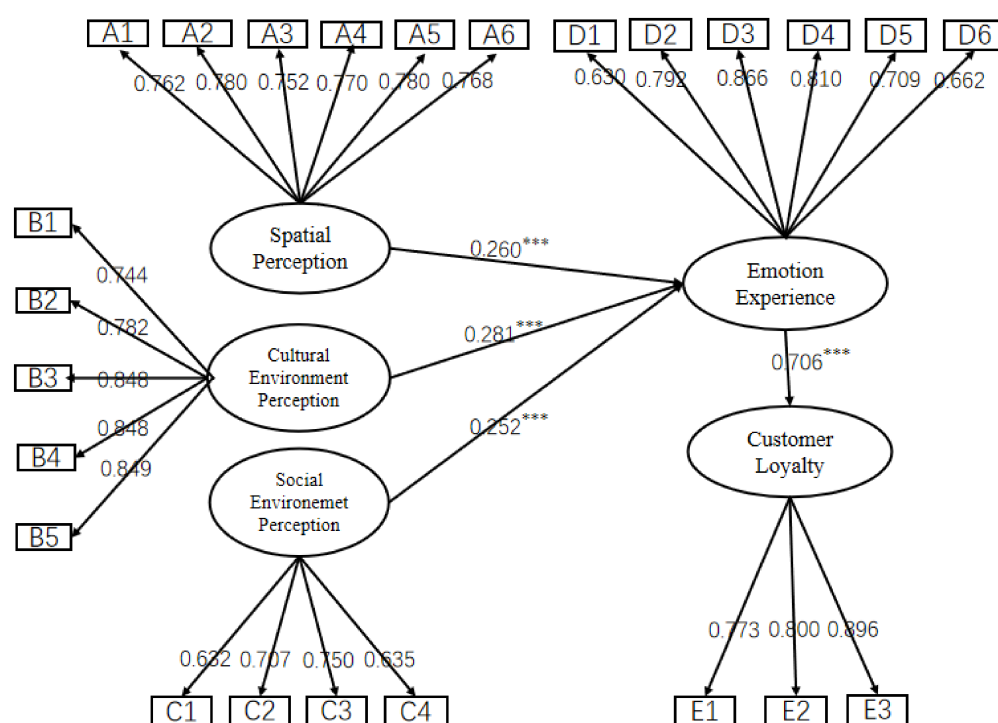 A1 A2 A3 A4 A5 A6 D1 D2 D3 D4 D5 D6
0.762 0.780 0.752 0.770 0.780 0.768 0.630 0.792 0.866 0.810 0.709 0.662
B1
Spatial
Perception
0.260***
Emotion
Experience
0.744
B2
0.782
0.281***
Cultural
Environment
Perception
B3
0.848
0.706***
0.848
B4
0.849
0.252***
Customer
Loyalty
Social
Environemet
Perception
B5
0.632 0.707 0.750 0.635
0.773 0.800 0.896
C1 C2 C3 C4 E1 E2 E3